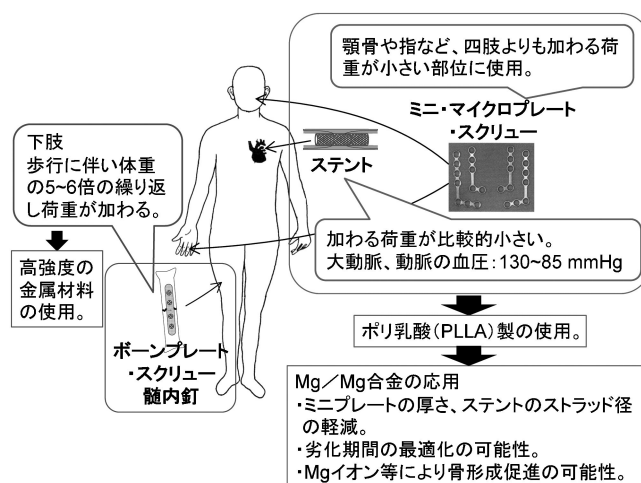 顎骨や指など、四肢よりも加わる荷
重が小さい部位に使用。
ミニ・マイクロプレート
・スクリュー
ステント
下肢
歩行に伴い体重
の5~6倍の繰り返
し荷重が加わる。
加わる荷重が比較的小さい。
大動脈、動脈の血圧：130~85 mmHg
高強度の
金属材料
の使用。
ボーンプレート
・スクリュー
髄内釘
ポリ乳酸（PLLA）製の使用。
Mg／Mg合金の応用
・ミニプレートの厚さ、ステントのストラッド径
の軽減。
・劣化期間の最適化の可能性。
・Mgイオン等により骨形成促進の可能性。